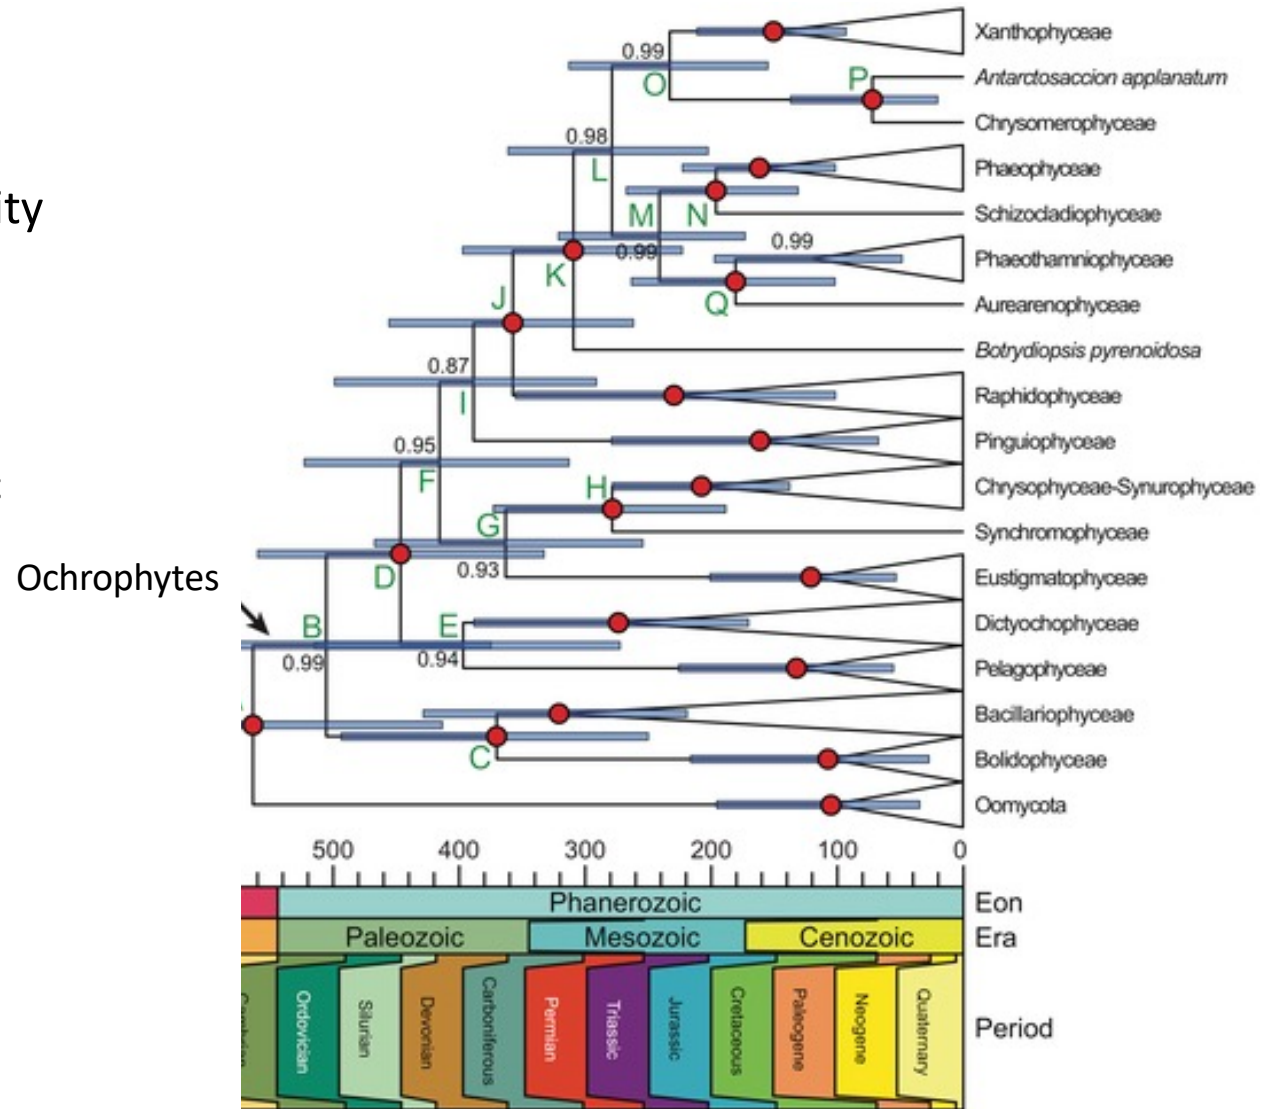 Xanthophyceae
0.99
O
P
Antarctosaccion applanatum
Chrysomerophyceae
0.98
L
Phaeophyceae
M
N
Schizocladiophyceae
ity
0.99
0.99
Phaeothamniophyceae
K
Q
Aurearenophyceae
J
Botrydiopsis pyrenoidosa
0.87
I
Raphidophyceae
0.95
Pinguiophyceae
F
H
Chrysophyceae-Synurophyceae
G
Synchromophyceae
0.93
Ochrophytes
D
Eustigmatophyceae
B
E
Dictyochophyceae
0.99
0.94
Pelagophyceae
Bacillariophyceae
C
Bolidophyceae
Oomycota
500 400 300 200 100 0
Phanerozoic Eon
Paleozoic Mesozoic Cenozoic Era
Ordovician Silurian Devonian Carboniferous Permian Triassic Jurassic Cretaceous Paleogene Neogene Quaternary Period